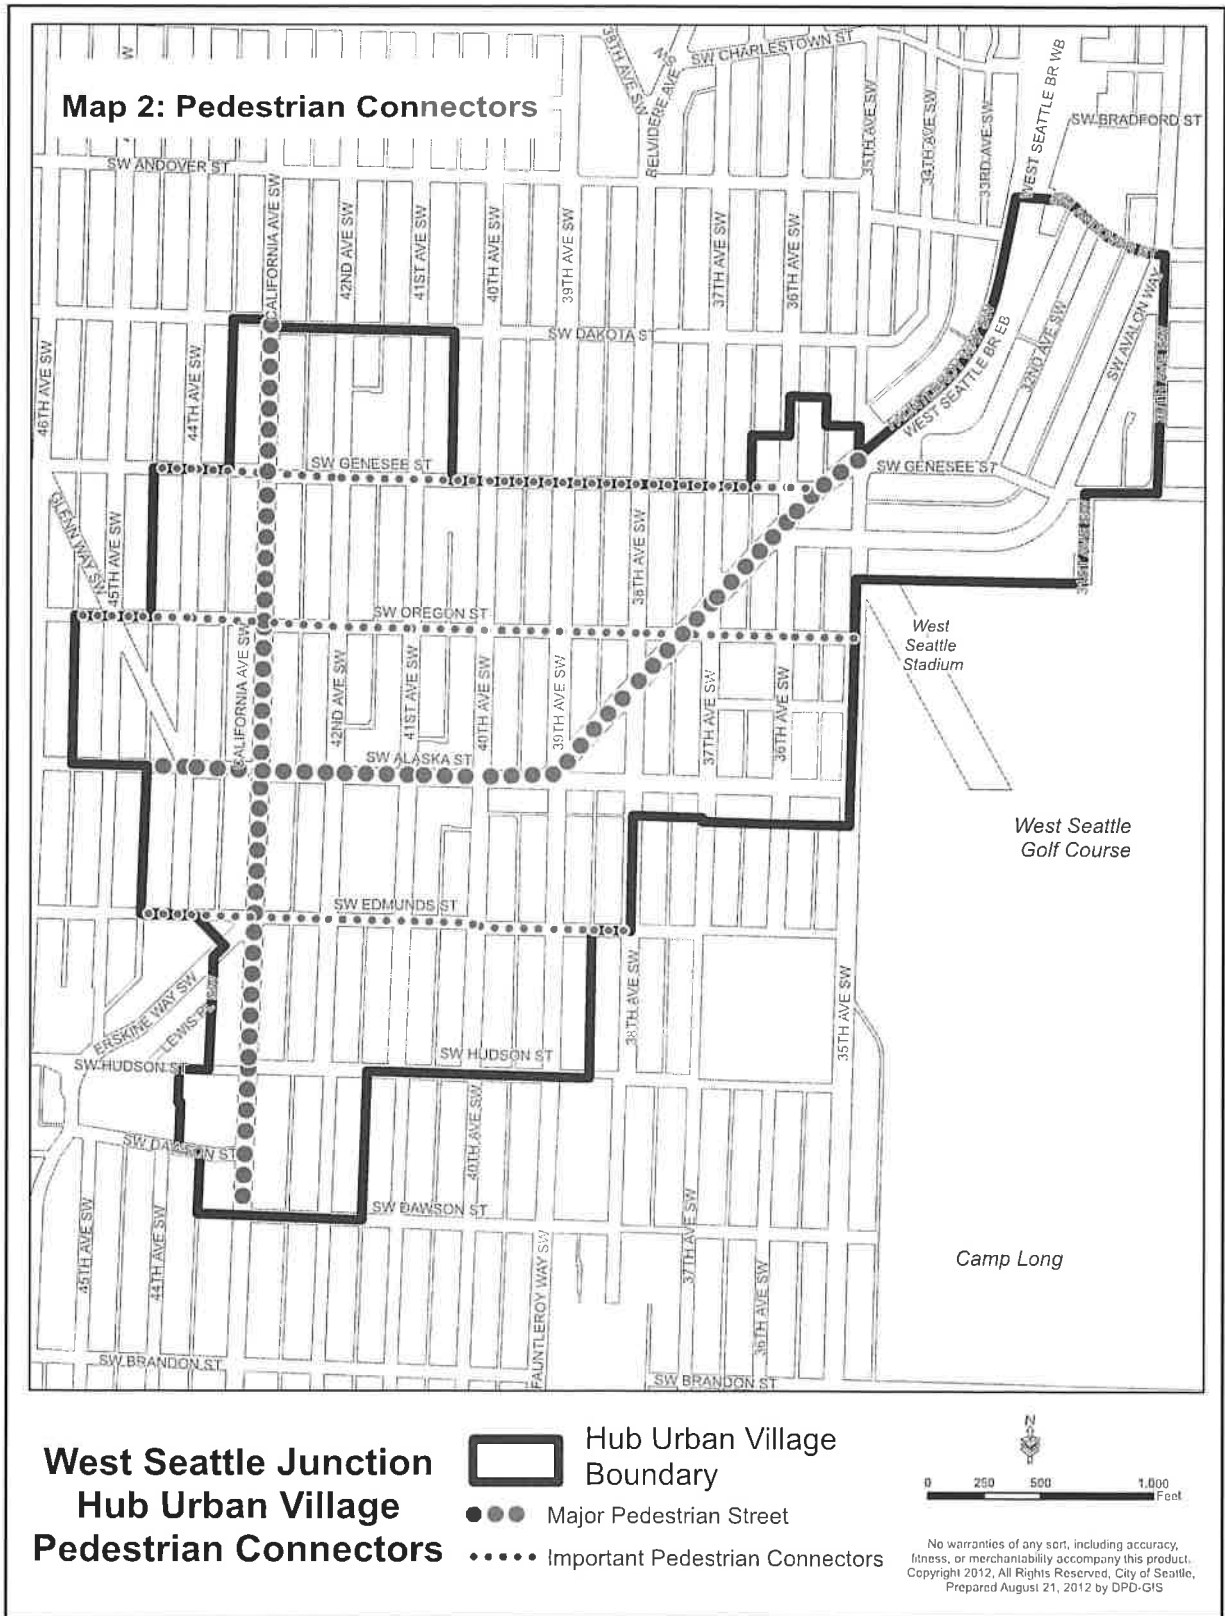 Map 2: Pedestrian Connectors
38TH AVE SW
BELVIDERE AVE SW
SW CHARLESTOWN ST
35TH AVE SW
34TH AVE SW
33RD AVE SW
WEST SEATTLE BR WB
SW BRADFORD ST
SW ANDOVER ST
CALIFORNIA AVE SW
42ND AVE SW
41ST AVE SW
40TH AVE SW
39TH AVE SW
37TH AVE SW
36TH AVE SW
46TH AVE SW
44TH AVE SW
SW DAKOTA ST
WEST SEATTLE BR EB
32ND AVE SW
SW AVALON WAY
SW GENESEE ST
SW GENESEE ST
GLENN WAY SW
45TH AVE SW
38TH AVE SW
SW OREGON ST
West
Seattle
Stadium
CALIFORNIA AVE SW
42ND AVE SW
41ST AVE SW
40TH AVE SW
39TH AVE SW
37TH AVE SW
36TH AVE SW
SW ALASKA ST
West Seattle
Golf Course
SW EDMUNDS ST
ERSKINE WAY SW
38TH AVE SW
35TH AVE SW
SW HUDSON ST
SW HUDSON ST
40TH AVE SW
SW DAWSON ST
SW DAWSON ST
45TH AVE SW
44TH AVE SW
FAUNTLEROY WAY SW
37TH AVE SW
36TH AVE SW
Camp Long
SW BRANDON ST
SW BRANDON ST
West Seattle Junction
Hub Urban Village
Pedestrian Connectors
Hub Urban Village
Boundary
Major Pedestrian Street
Important Pedestrian Connectors
N
0 250 500 1,000
Feet
No warranties of any sort, including accuracy,
fitness, or merchantability accompany this product.
Copyright 2012, All Rights Reserved, City of Seattle,
Prepared August 21, 2012 by DPD-GIS